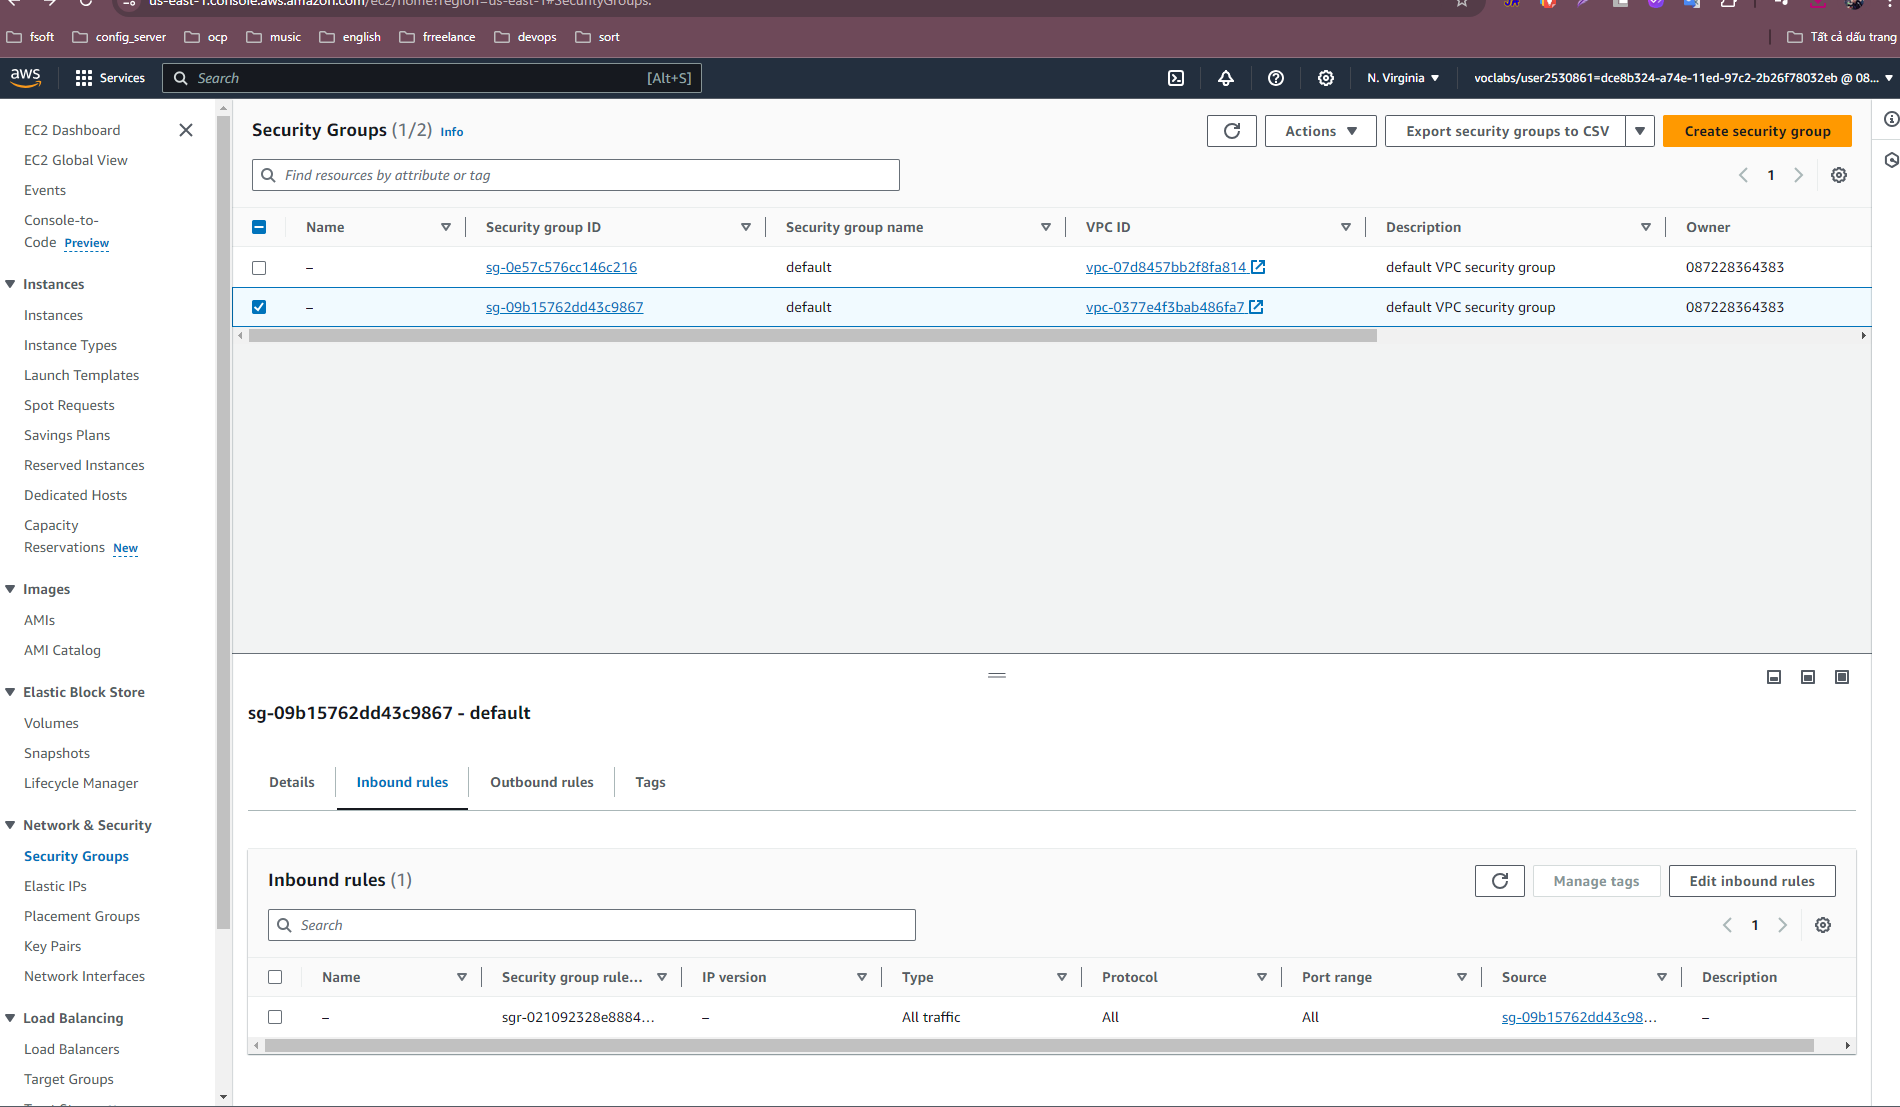 us-east-1.console.aws.amazon.com/ec2/home?region=us-east-1#SecurityGroups:
fsoft config_server ocp music english frreelance devops sort Tất cả dấu trang
aws Services Search [Alt+S] N. Virginia voclabs/user2530861=dce8b324-a74e-11ed-97c2-2b26f78032eb @ 08...
EC2 Dashboard
EC2 Global View
Events
Console-to-
Code Preview
Instances
Instances
Instance Types
Launch Templates
Spot Requests
Savings Plans
Reserved Instances
Dedicated Hosts
Capacity
Reservations New
Images
AMIs
AMI Catalog
Elastic Block Store
Volumes
Snapshots
Lifecycle Manager
Network & Security
Security Groups
Elastic IPs
Placement Groups
Key Pairs
Network Interfaces
Load Balancing
Load Balancers
Target Groups
Security Groups (1/2) Info Actions Export security groups to CSV Create security group
Find resources by attribute or tag 1
Name Security group ID Security group name VPC ID Description Owner
– sg-0e57c576cc146c216 default vpc-07d8457bb2f8fa814 default VPC security group 087228364383
– sg-09b15762dd43c9867 default vpc-0377e4f3bab486fa7 default VPC security group 087228364383
sg-09b15762dd43c9867 - default
Details Inbound rules Outbound rules Tags
Inbound rules (1) Manage tags Edit inbound rules
Search 1
Name Security group rule... IP version Type Protocol Port range Source Description
– sgr-021092328e8884... – All traffic All All sg-09b15762dd43c98... –